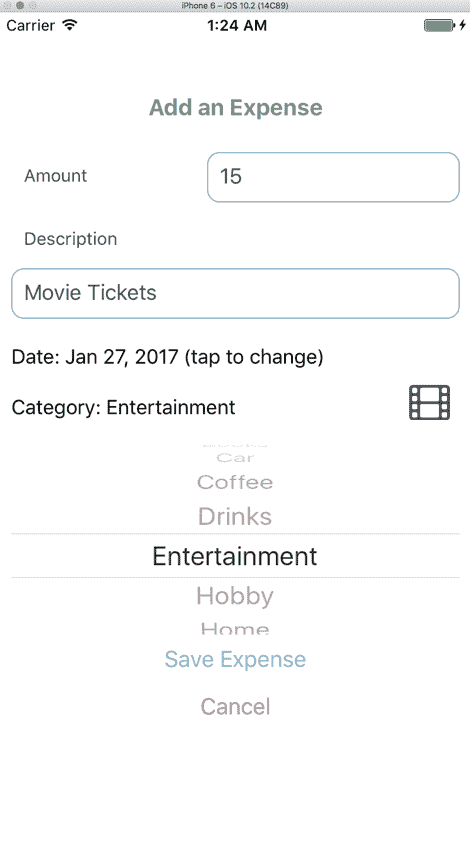 iPhone 6 – iOS 10.2 (14C89)
Carrier 1:24 AM
Add an Expense
Amount 15
Description
Movie Tickets
Date: Jan 27, 2017 (tap to change)
Category: Entertainment
Car
Coffee
Drinks
Entertainment
Hobby
Home
Save Expense
Cancel